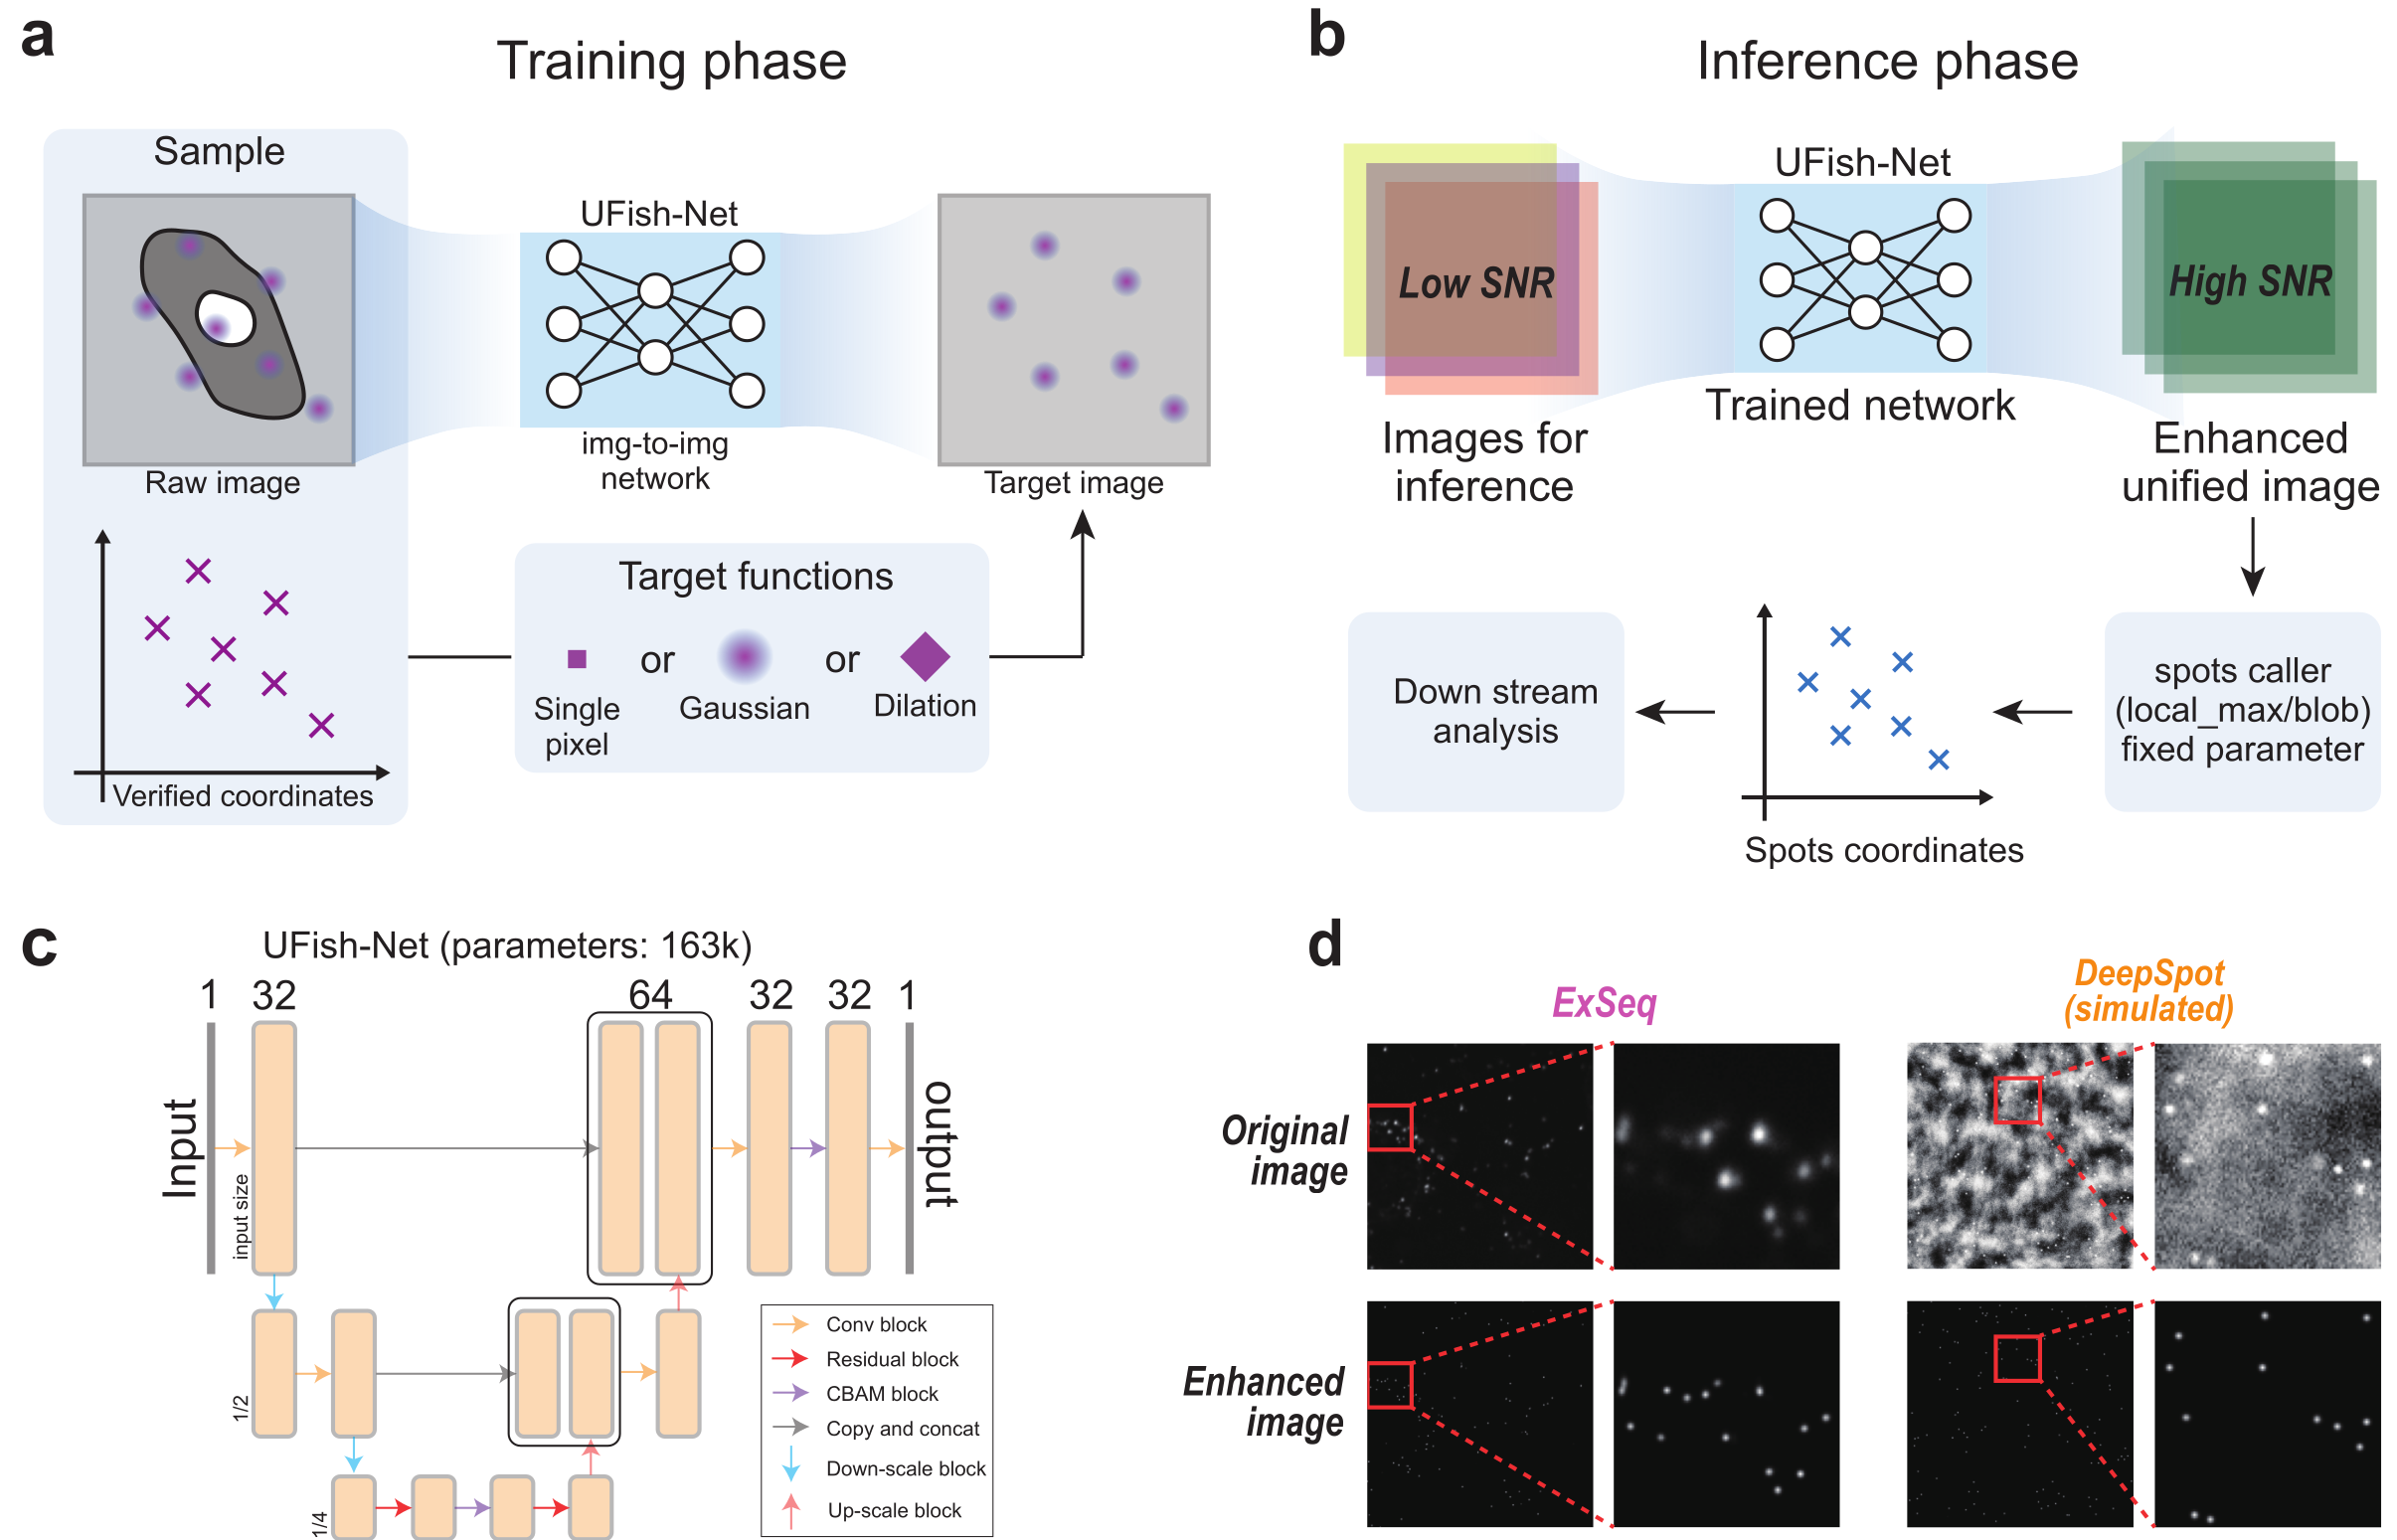 a
Training phase
Sample
UFish-Net
img-to-img
network
Raw image
Target image
Verified coordinates
Target functions
or
or
Single
pixel
Gaussian
Dilation
b
Inference phase
Low SNR
UFish-Net
High SNR
Trained network
Images for
inference
Enhanced
unified image
Down stream
analysis
Spots coordinates
spots caller
(local_max/blob)
fixed parameter
c
UFish-Net (parameters: 163k)
1
32
64
32
32
1
Input
input size
output
1/2
1/4
Conv block
Residual block
CBAM block
Copy and concat
Down-scale block
Up-scale block
d
ExSeq
DeepSpot
(simulated)
Original
image
Enhanced
image